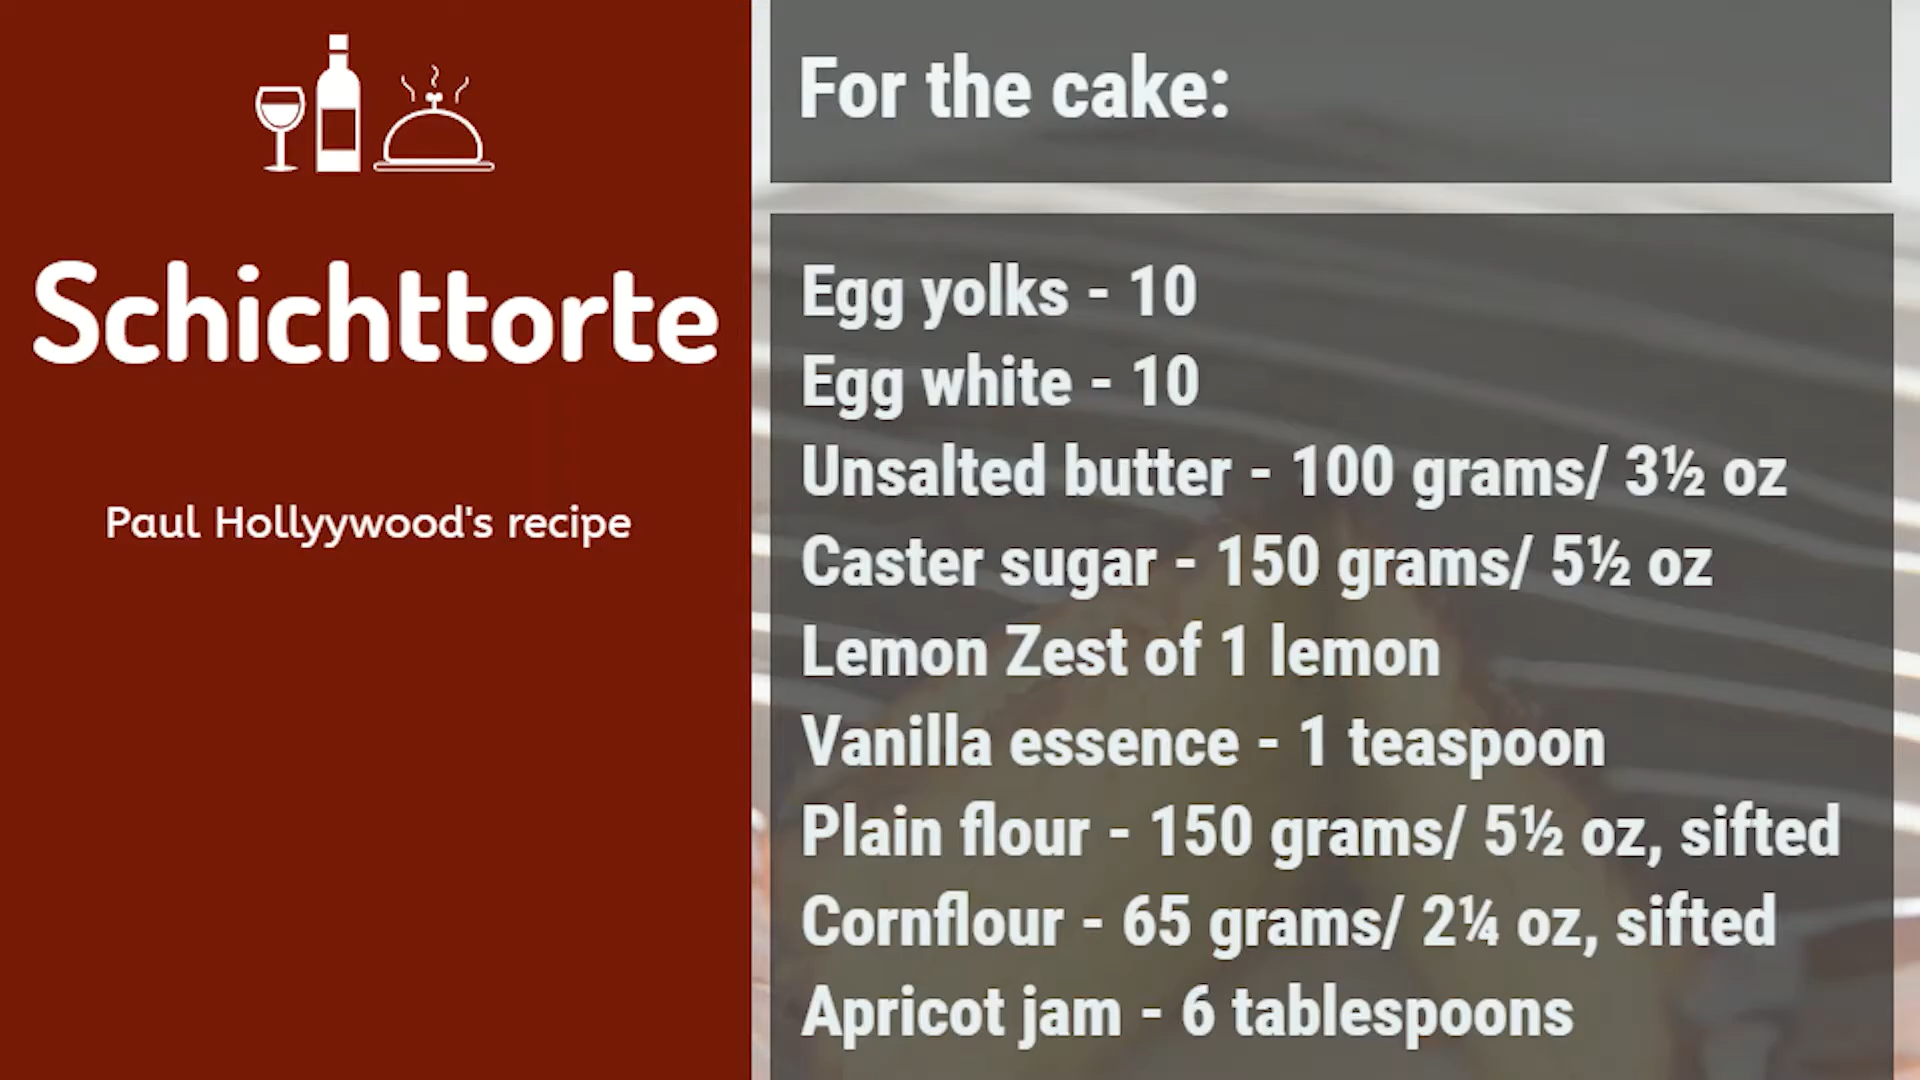 Schichttorte
Paul Hollyywood's recipe
For the cake:
Egg yolks - 10
Egg white - 10
Unsalted butter - 100 grams/ 3½ oz
Caster sugar - 150 grams/ 5½ oz
Lemon Zest of 1 lemon
Vanilla essence - 1 teaspoon
Plain flour - 150 grams/ 5½ oz, sifted
Cornflour - 65 grams/ 2¼ oz, sifted
Apricot jam - 6 tablespoons